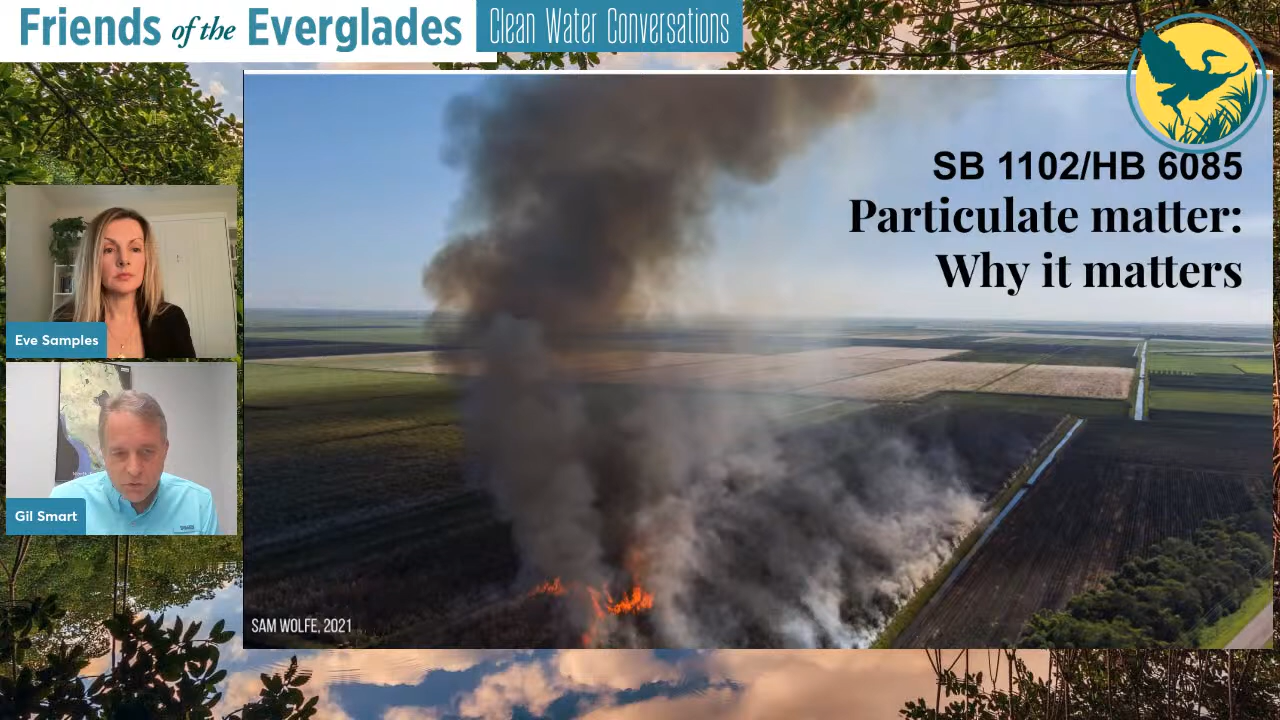 Friends of the Everglades
Clean Water Conversations
SB 1102/HB 6085
Particulate matter:
Why it matters
Eve Samples
Gil Smart
SAM WOLFE, 2021